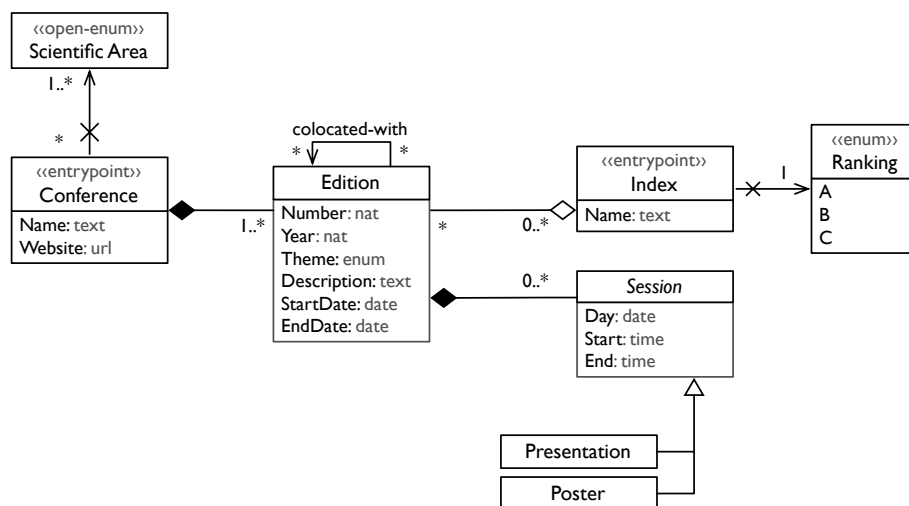 ‹‹open-enum››
Scientific Area
1..*
*
‹‹entrypoint››
Conference
Name: text
Website: url
1..*
colocated-with
* *
Edition
Number: nat
Year: nat
Theme: enum
Description: text
StartDate: date
EndDate: date
*
0..*
‹‹entrypoint››
Index
Name: text
1
‹‹enum››
Ranking
A
B
C
0..*
Session
Day: date
Start: time
End: time
Presentation
Poster